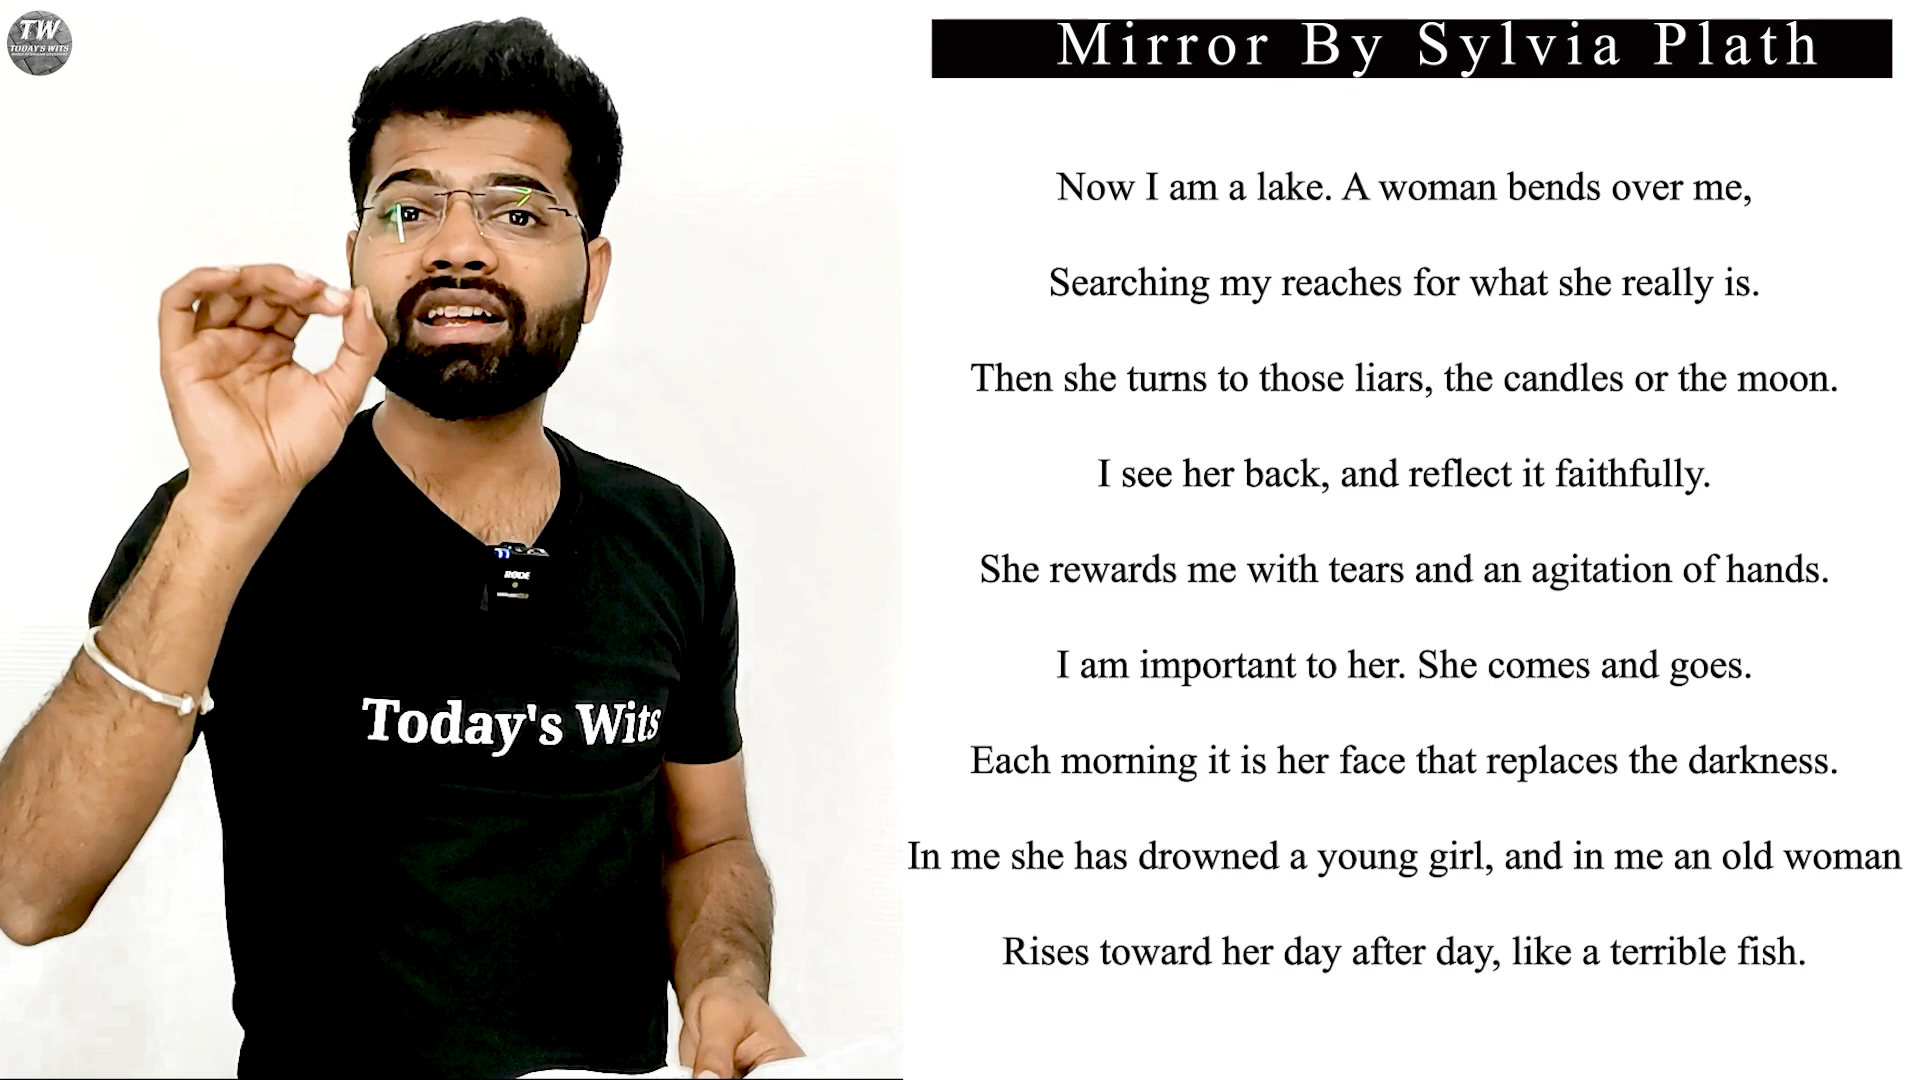 TW
TODAY'S WITS
Mirror By Sylvia Plath
Now I am a lake. A woman bends over me,
Searching my reaches for what she really is.
Then she turns to those liars, the candles or the moon.
I see her back, and reflect it faithfully.
She rewards me with tears and an agitation of hands.
I am important to her. She comes and goes.
Each morning it is her face that replaces the darkness.
In me she has drowned a young girl, and in me an old woman
Rises toward her day after day, like a terrible fish.
RODE
Today's Wits